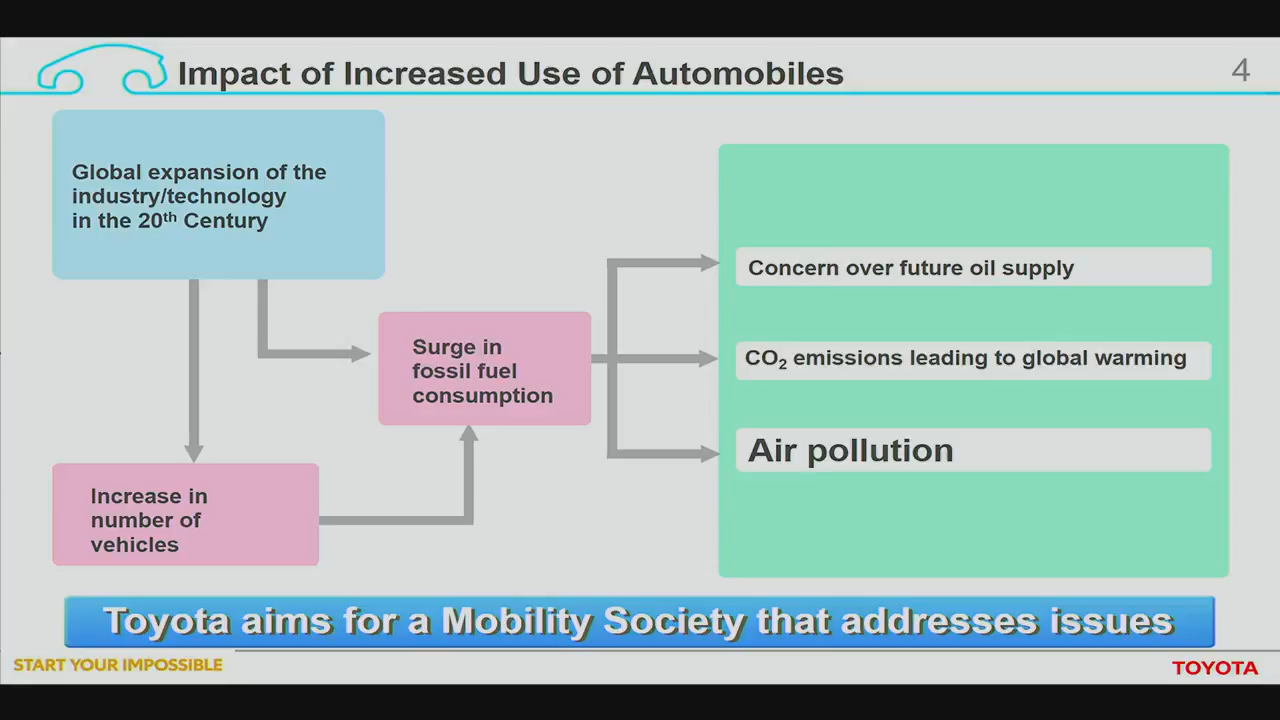 Impact of Increased Use of Automobiles
4
Global expansion of the
industry/technology
in the 20th Century
Surge in
fossil fuel
consumption
Increase in
number of
vehicles
Concern over future oil supply
CO₂ emissions leading to global warming
Air pollution
Toyota aims for a Mobility Society that addresses issues
START YOUR IMPOSSIBLE
TOYOTA